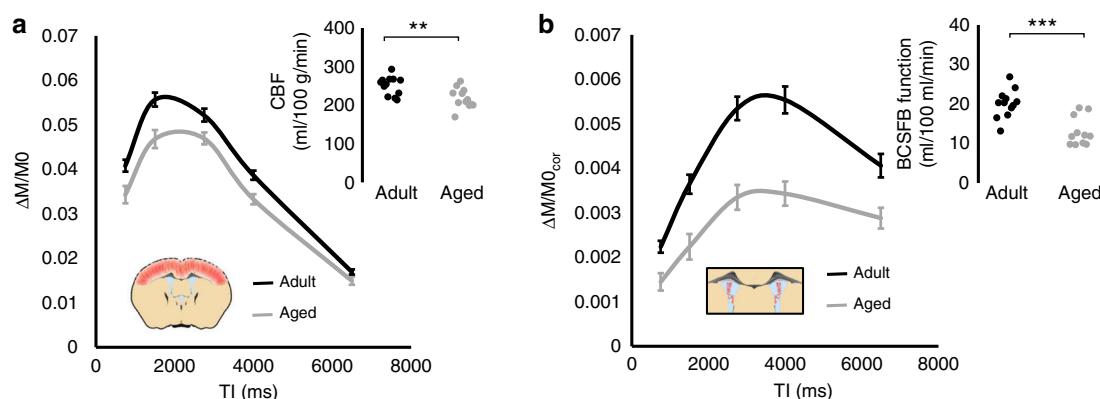 a
0.07
0.06
0.05
0.04
0.03
0.02
0.01
0
ΔM/M0
0 2000 4000 6000 8000
TI (ms)
Adult
Aged
400
300
200
100
0
CBF
(ml/100 g/min)
**
Adult Aged
b
0.007
0.006
0.005
0.004
0.003
0.002
0.001
0
ΔM/M0cor
0 2000 4000 6000 8000
TI (ms)
Adult
Aged
40
30
20
10
0
BCSFB function
(ml/100 ml/min)
***
Adult Aged